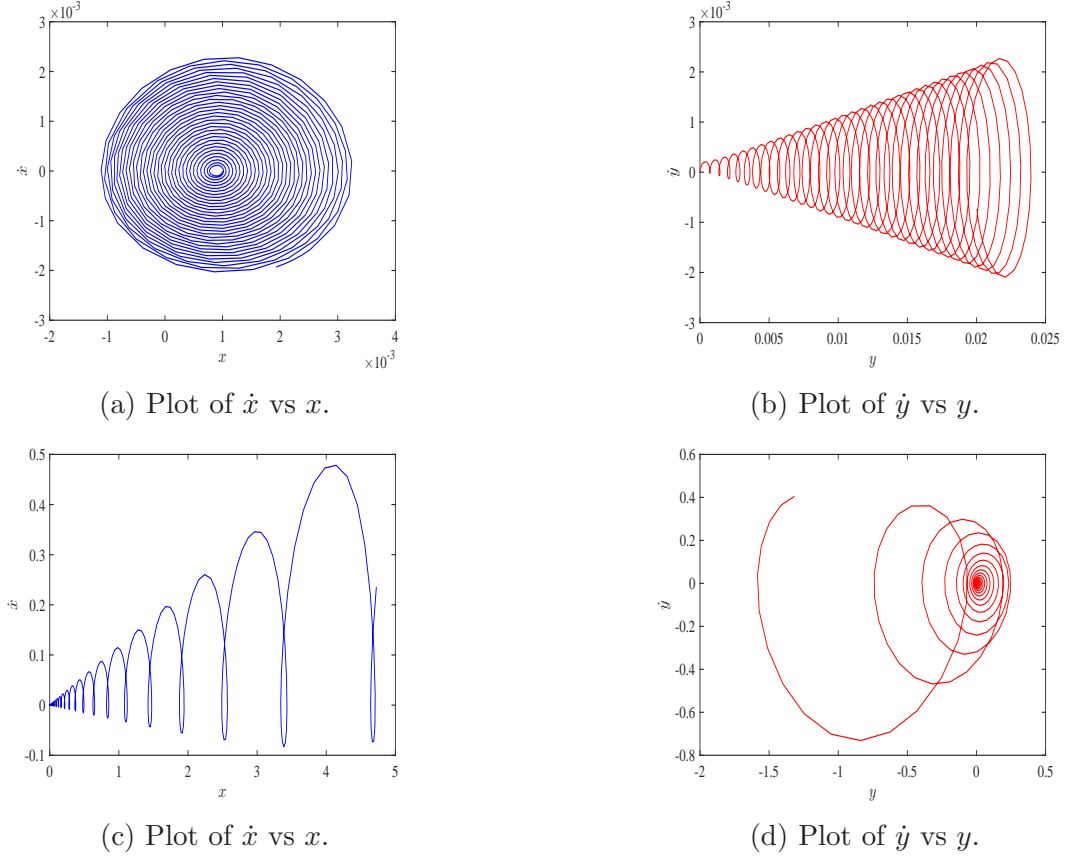 ×10⁻³
3
2
1
0
-1
-2
-3
ẋ
-2 -1 0 1 2 3 4
x
×10⁻³
(a) Plot of ẋ vs x.
×10⁻³
3
2
1
0
-1
-2
-3
ẏ
0 0.005 0.01 0.015 0.02 0.025
y
(b) Plot of ẏ vs y.
0.5
0.4
0.3
0.2
0.1
0
-0.1
ẋ
0 1 2 3 4 5
x
(c) Plot of ẋ vs x.
0.6
0.4
0.2
0
-0.2
-0.4
-0.6
-0.8
ẏ
-2 -1.5 -1 -0.5 0 0.5
y
(d) Plot of ẏ vs y.